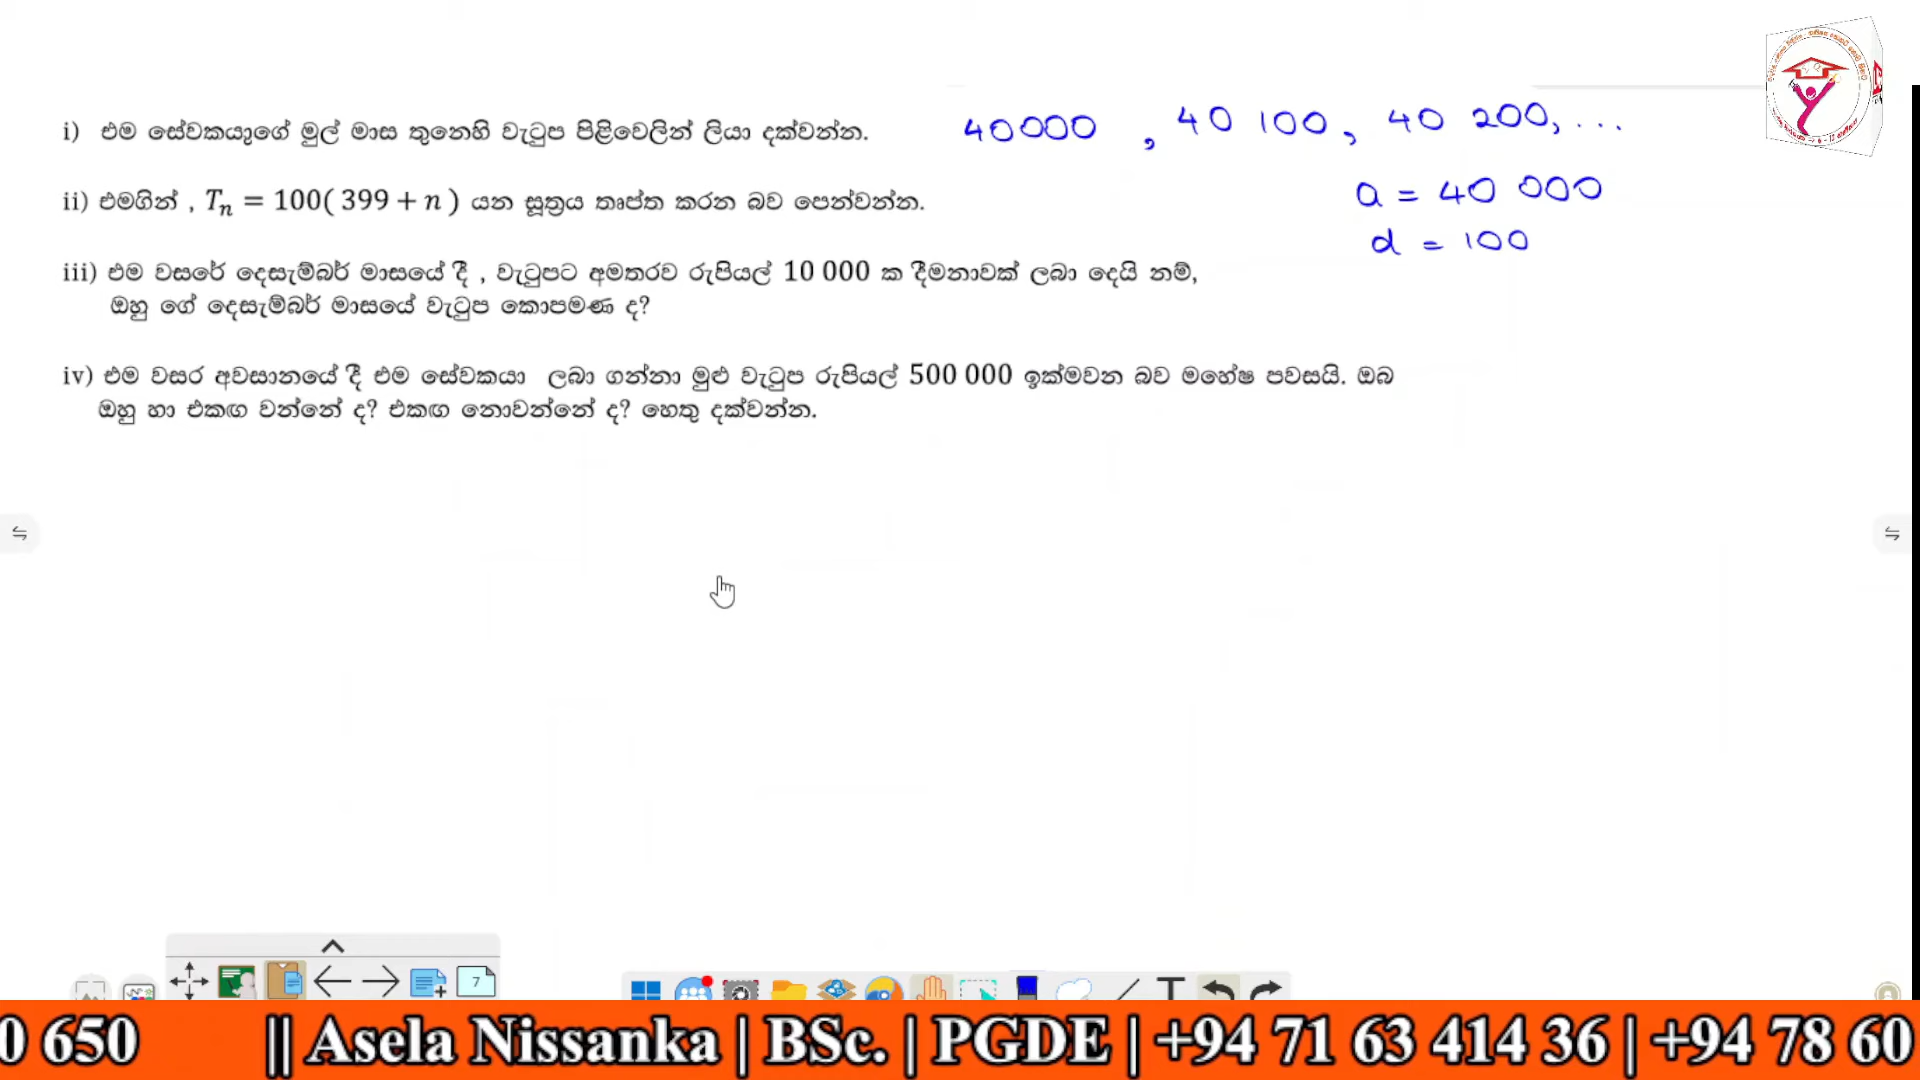 i) එම සේවකයාගේ මුල් මාස තුනෙහි වැටුප පිළිවෙලින් ලියා දක්වන්න. 40000 , 40 100 , 40 200, ...
a = 40 000
ii) එමගින් , Tn = 100( 399 + n ) යන සූත්‍රය තෘප්ත කරන බව පෙන්වන්න.
d = 100
iii) එම වසරේ දෙසැම්බර් මාසයේ දී , වැටුපට අමතරව රුපියල් 10 000 ක දීමනාවක් ලබා දෙයි නම්,
ඔහු ගේ දෙසැම්බර් මාසයේ වැටුප කොපමණ ද?
iv) එම වසර අවසානයේ දී එම සේවකයා ලබා ගන්නා මුළු වැටුප රුපියල් 500 000 ඉක්මවන බව මහේෂ පවසයි. ඔබ
ඔහු හා එකඟ වන්නේ ද? එකඟ නොවන්නේ ද? හෙතු දක්වන්න.
7
0 650 || Asela Nissanka | BSc. | PGDE | +94 71 63 414 36 | +94 78 60